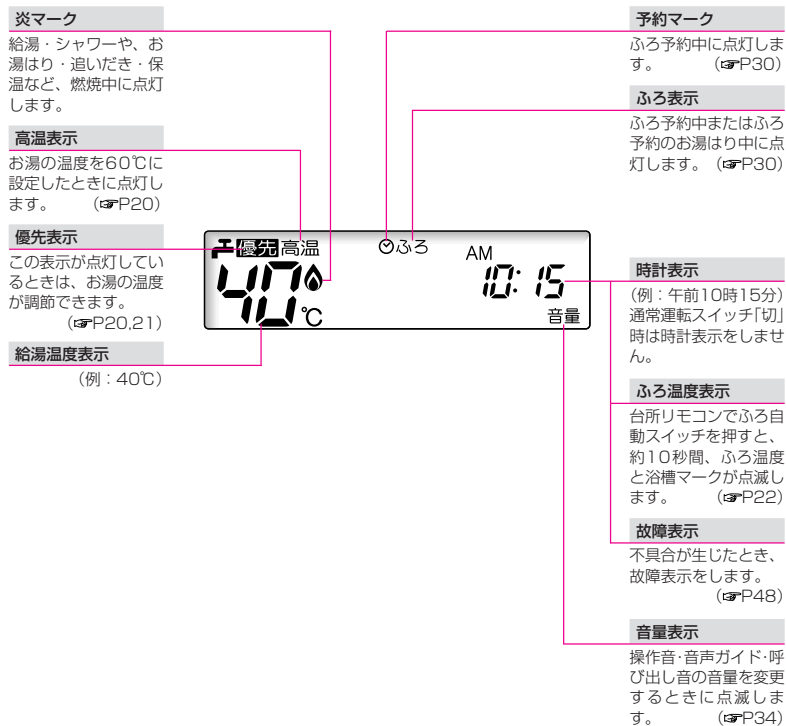 炎マーク
給湯・シャワーや、お
湯はり・追いだき・保
温など、燃焼中に点灯
します。
高温表示
お湯の温度を60℃に
設定したときに点灯し
ます。　　（☞P20）
優先表示
この表示が点灯してい
るときは、お湯の温度
が調節できます。
（☞P20,21）
給湯温度表示
（例：40℃）
優先 高温 ふろ AM
40 ℃ 10:15
音量
予約マーク
ふろ予約中に点灯しま
す。　　（☞P30）
ふろ表示
ふろ予約中またはふろ
予約のお湯はり中に点
灯します。（☞P30）
時計表示
（例：午前10時15分）
通常運転スイッチ｢切｣
時は時計表示をしませ
ん。
ふろ温度表示
台所リモコンでふろ自
動スイッチを押すと、
約10秒間、ふろ温度
と浴槽マークが点滅し
ます。　　（☞P22）
故障表示
不具合が生じたとき、
故障表示をします。
（☞P48）
音量表示
操作音･音声ガイド･呼
び出し音の音量を変更
するときに点滅しま
す。　　（☞P34）